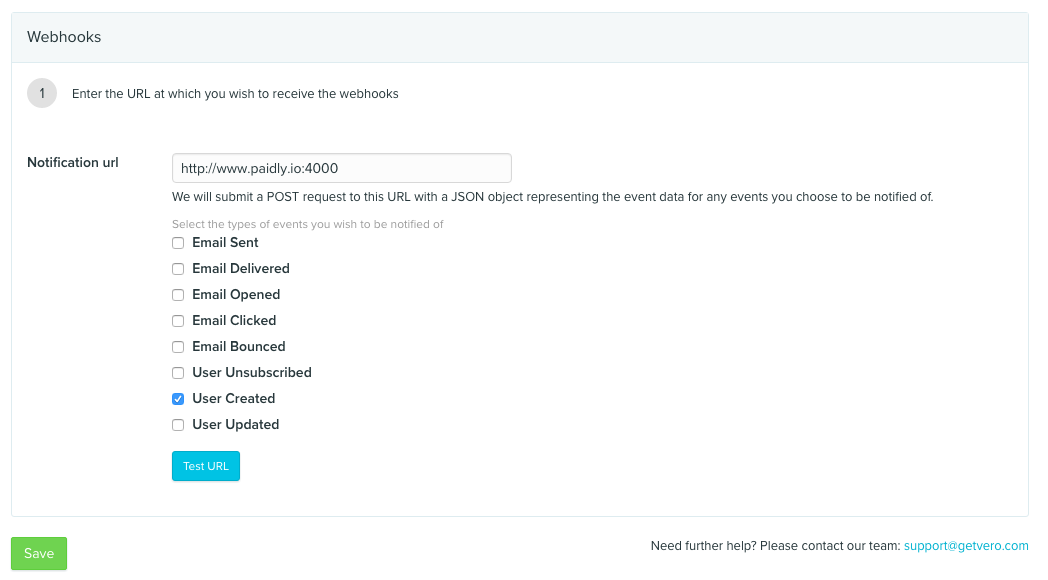 Webhooks
1 Enter the URL at which you wish to receive the webhooks
Notification url http://www.paidly.io:4000
We will submit a POST request to this URL with a JSON object representing the event data for any events you choose to be notified of.
Select the types of events you wish to be notified of
Email Sent
Email Delivered
Email Opened
Email Clicked
Email Bounced
User Unsubscribed
User Created
User Updated
Test URL
Save Need further help? Please contact our team: support@getvero.com